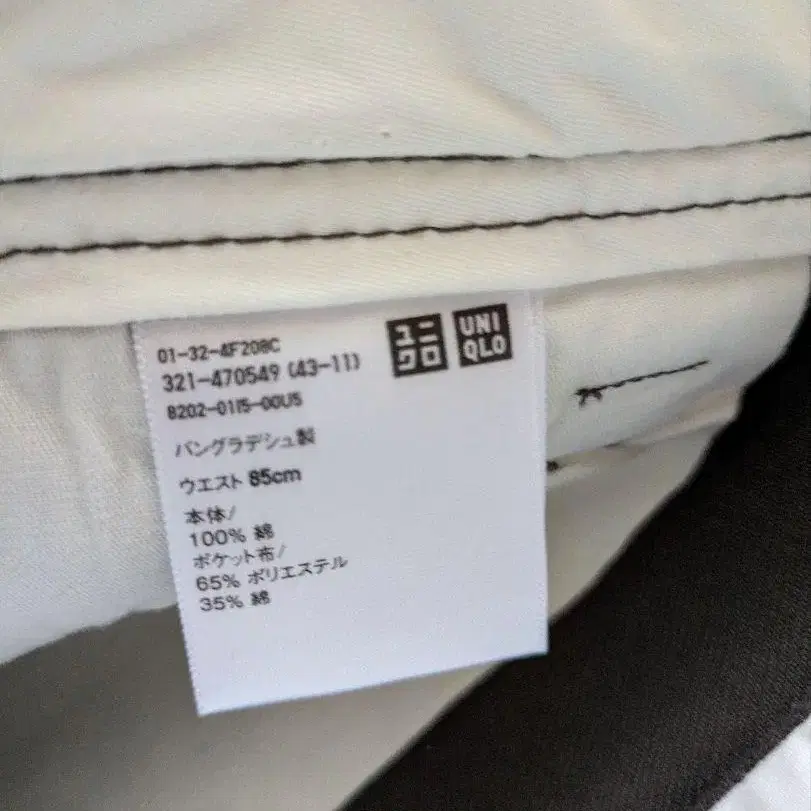 ユニ
クロ
UNI
QLO
01-32-4F208C
321-470549 (43-11)
8202-0115-00U5
バングラデシュ製
ウエスト 85cm
本体/
100% 綿
ポケット布/
65% ポリエステル
35% 綿